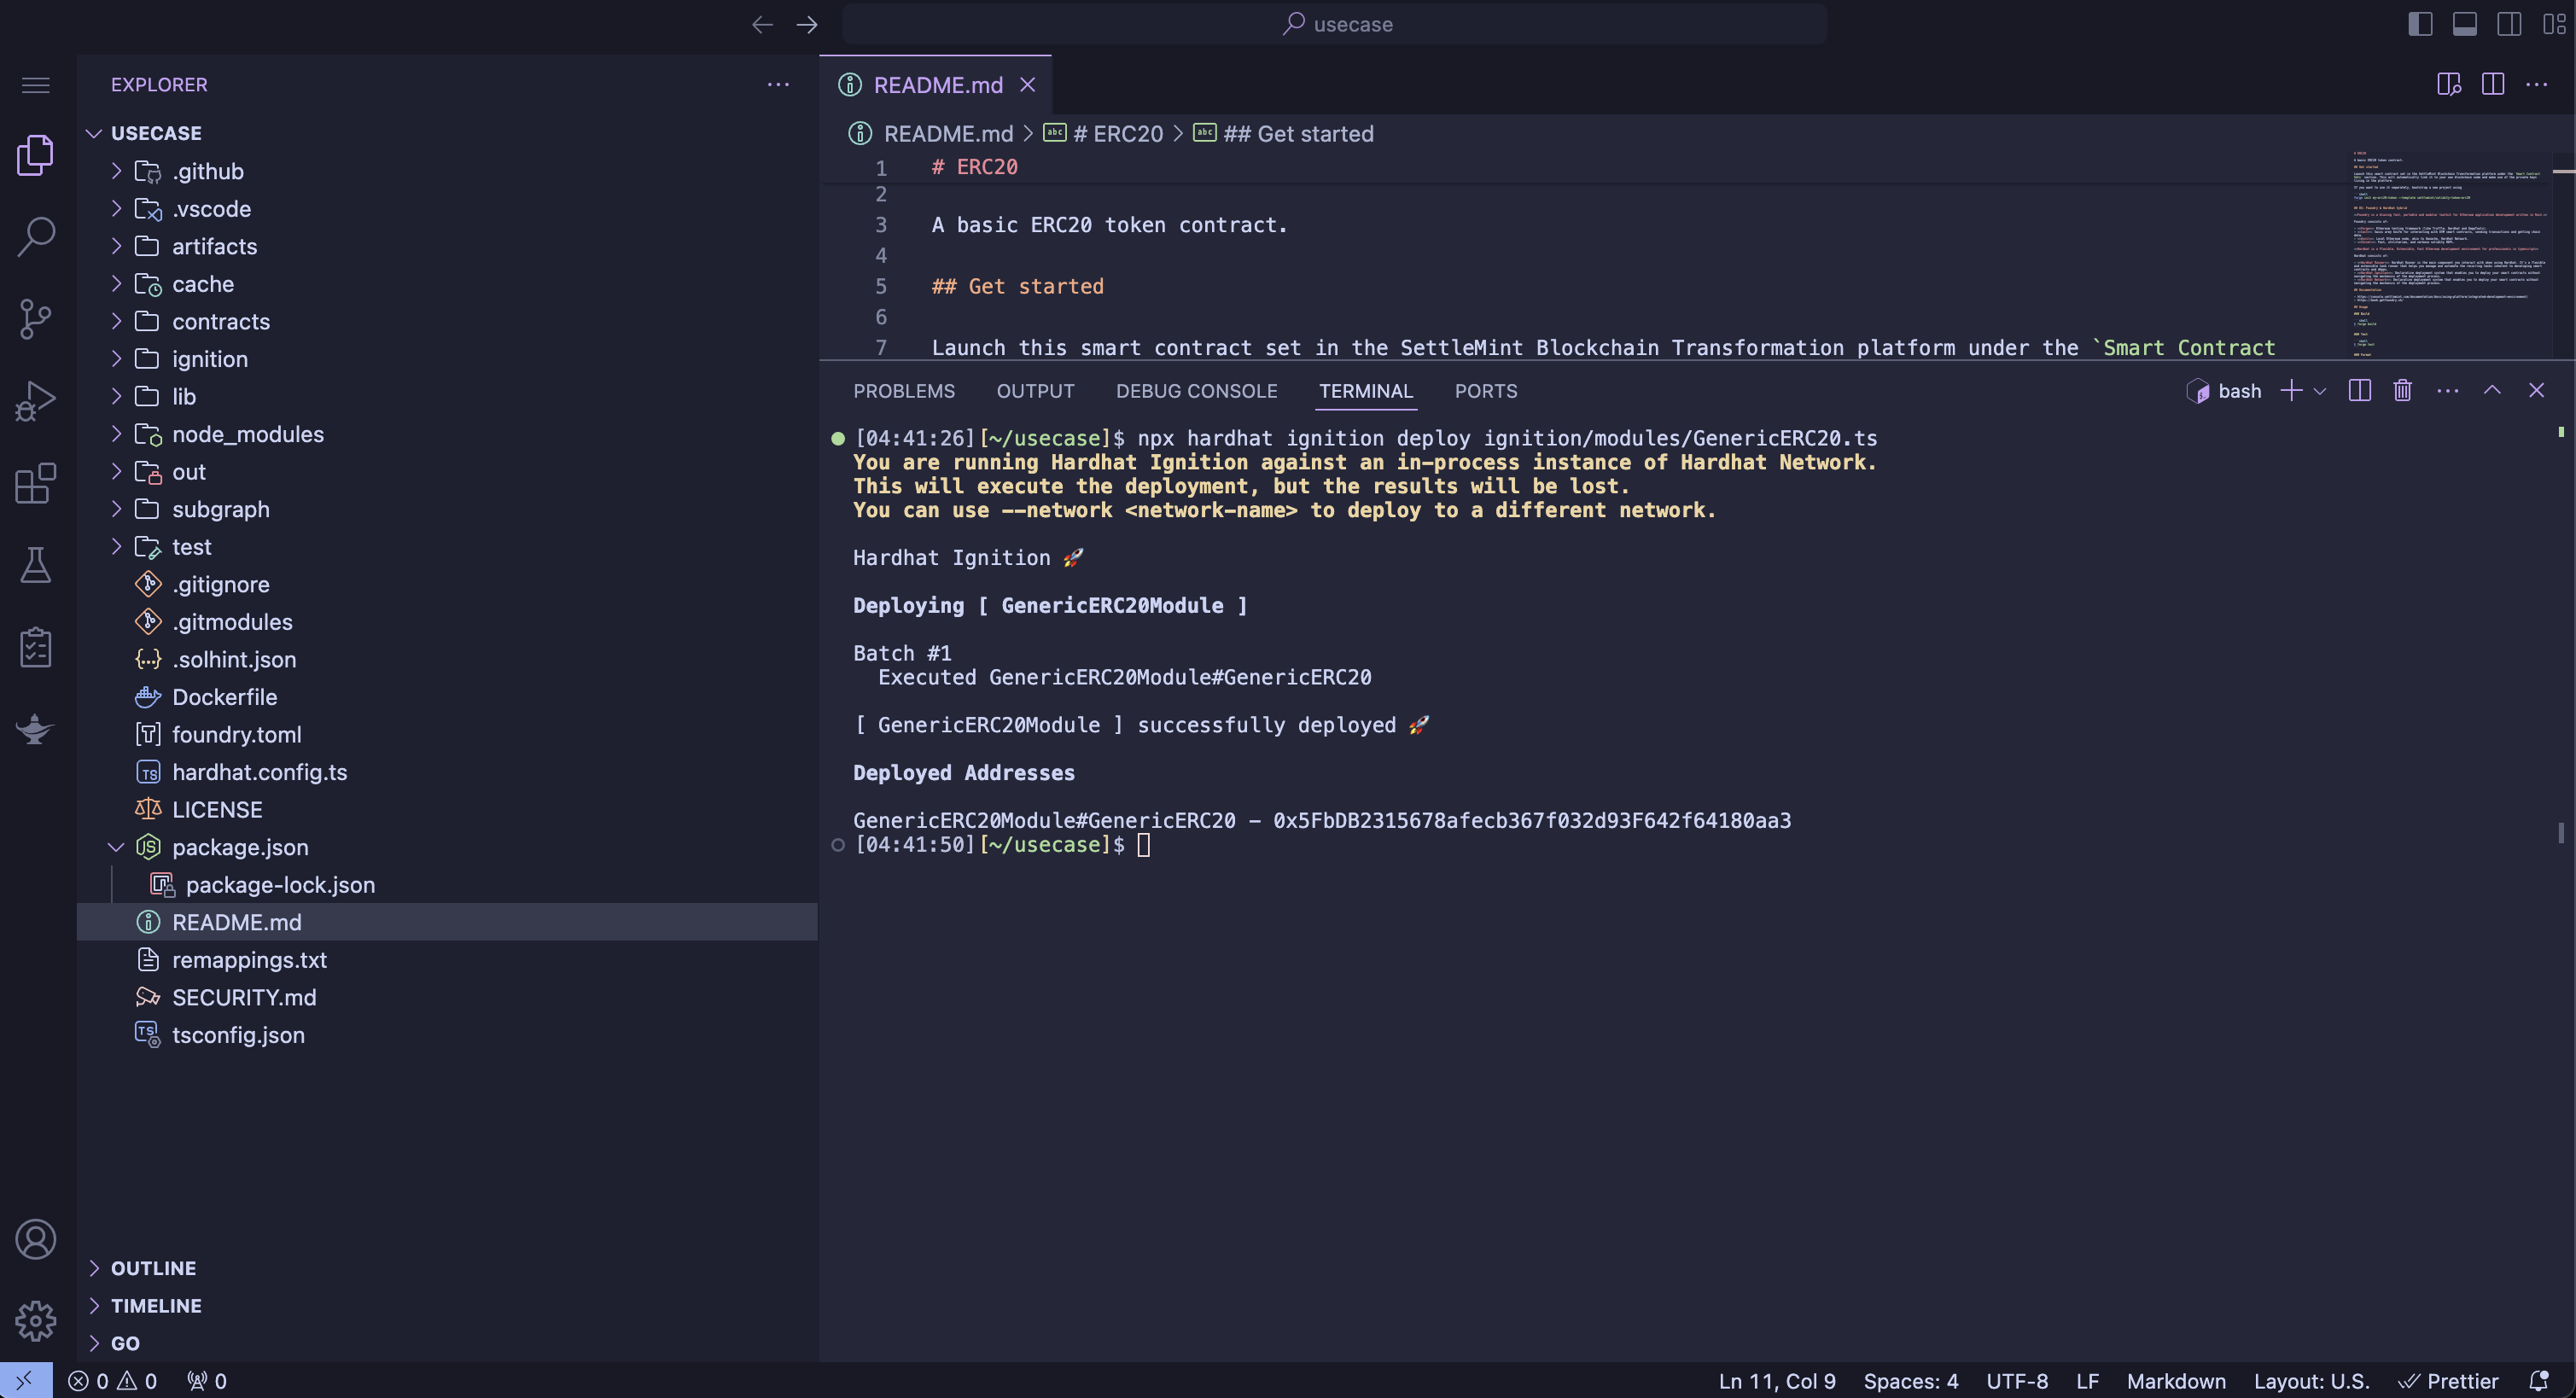 usecase
EXPLORER
USECASE
.github
.vscode
artifacts
cache
contracts
ignition
lib
node_modules
out
subgraph
test
.gitignore
.gitmodules
.solhint.json
Dockerfile
foundry.toml
hardhat.config.ts
LICENSE
package.json
package-lock.json
README.md
remappings.txt
SECURITY.md
tsconfig.json
OUTLINE
TIMELINE
GO
README.md
README.md > # ERC20 > ## Get started
1 # ERC20
2
3 A basic ERC20 token contract.
4
5 ## Get started
6
7 Launch this smart contract set in the SettleMint Blockchain Transformation platform under the `Smart Contract
PROBLEMS OUTPUT DEBUG CONSOLE TERMINAL PORTS
bash
[04:41:26][~/usecase]$ npx hardhat ignition deploy ignition/modules/GenericERC20.ts
You are running Hardhat Ignition against an in-process instance of Hardhat Network.
This will execute the deployment, but the results will be lost.
You can use --network <network-name> to deploy to a different network.
Hardhat Ignition 🚀
Deploying [ GenericERC20Module ]
Batch #1
Executed GenericERC20Module#GenericERC20
[ GenericERC20Module ] successfully deployed 🚀
Deployed Addresses
GenericERC20Module#GenericERC20 - 0x5FbDB2315678afecb367f032d93F642f64180aa3
[04:41:50][~/usecase]$
0 0 0
Ln 11, Col 9 Spaces: 4 UTF-8 LF Markdown Layout: U.S. Prettier